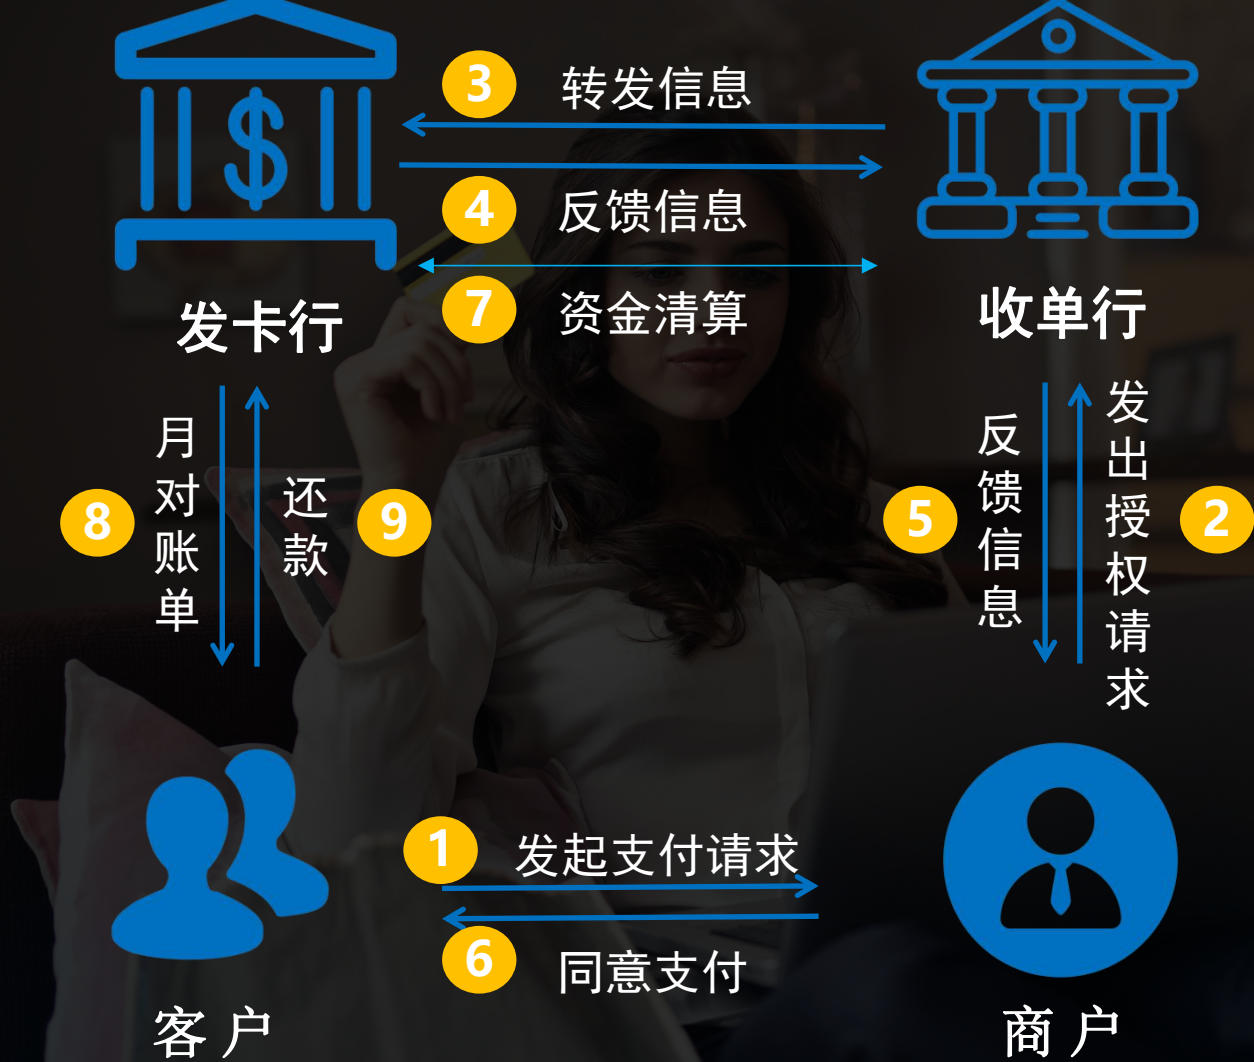 3 转发信息
4 反馈信息
7 资金清算
发卡行
收单行
8 月对账单
还款 9
5 反馈信息
发出授权请求 2
1 发起支付请求
6 同意支付
客户
商户